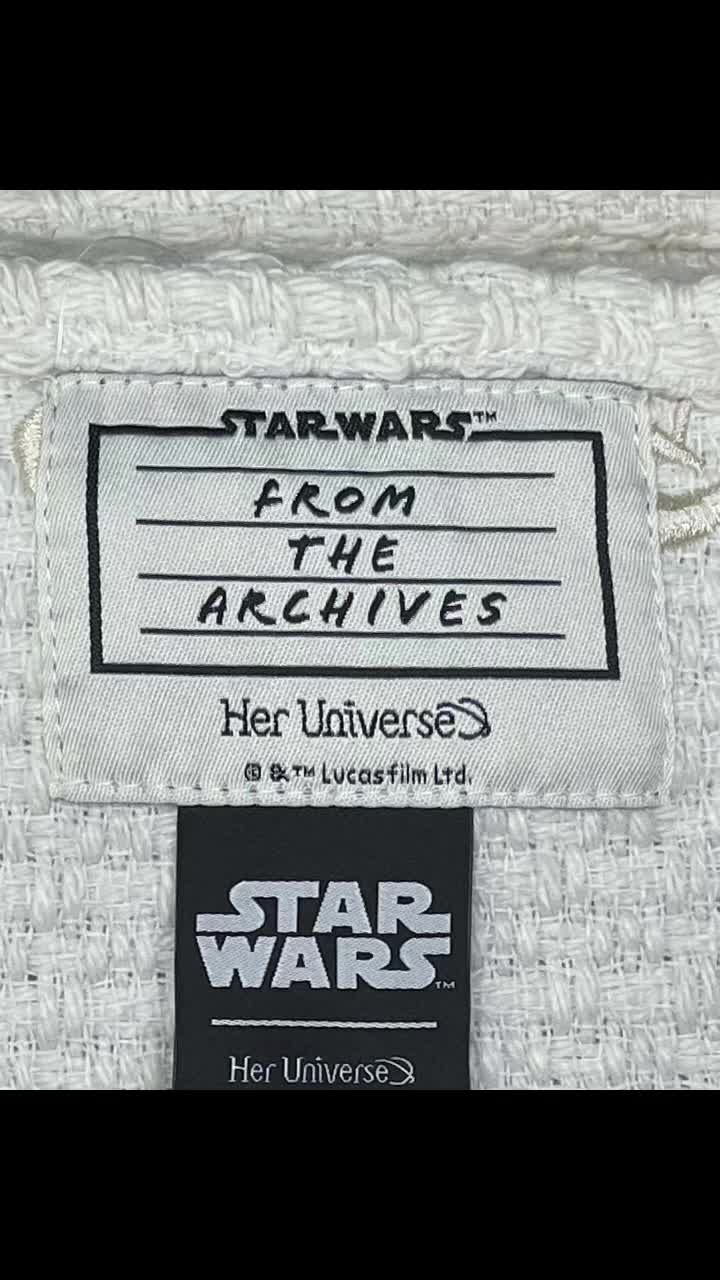 STAR WARS™
FROM
THE
ARCHIVES
Her Universe
© & ™ Lucasfilm Ltd.
STAR
WARS™
Her Universe